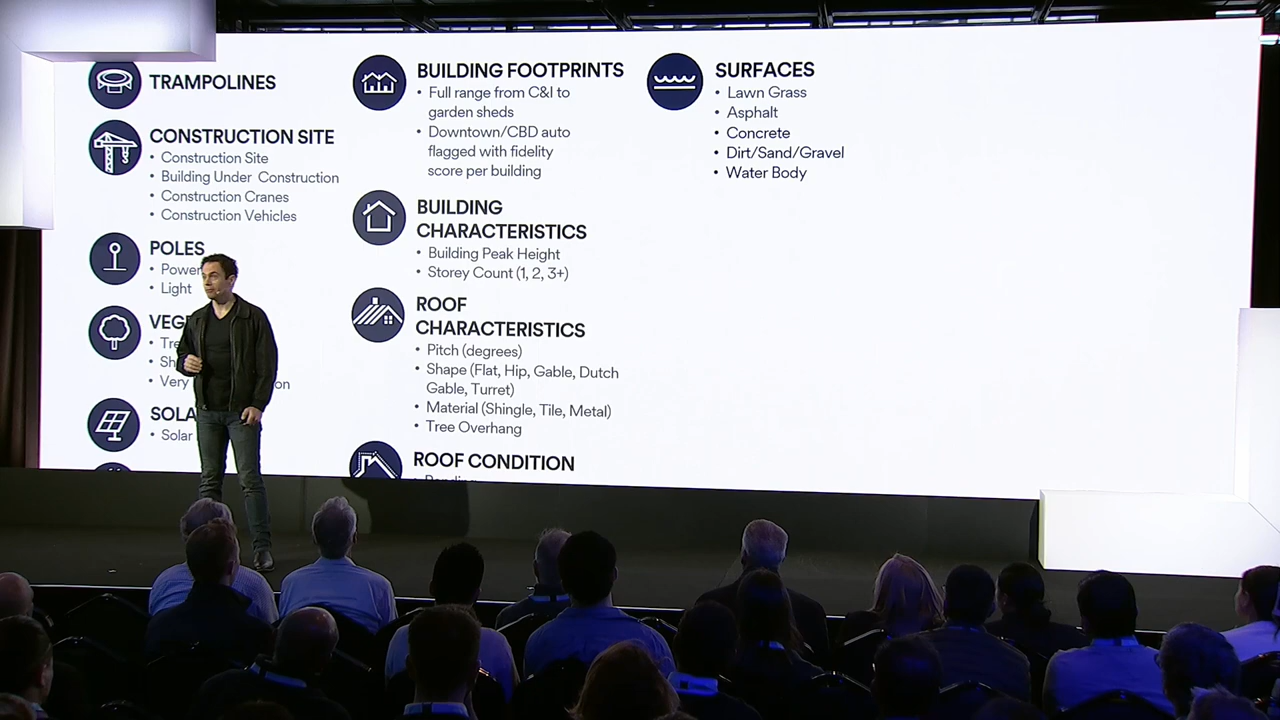 TRAMPOLINES
CONSTRUCTION SITE
• Construction Site
• Building Under Construction
• Construction Cranes
• Construction Vehicles
POLES
• Power
• Light
• Very
• Solar
BUILDING FOOTPRINTS
• Full range from C&I to
garden sheds
• Downtown/CBD auto
flagged with fidelity
score per building
BUILDING
CHARACTERISTICS
• Building Peak Height
• Storey Count (1, 2, 3+)
ROOF
CHARACTERISTICS
• Pitch (degrees)
• Shape (Flat, Hip, Gable, Dutch
Gable, Turret)
• Material (Shingle, Tile, Metal)
• Tree Overhang
ROOF CONDITION
SURFACES
• Lawn Grass
• Asphalt
• Concrete
• Dirt/Sand/Gravel
• Water Body